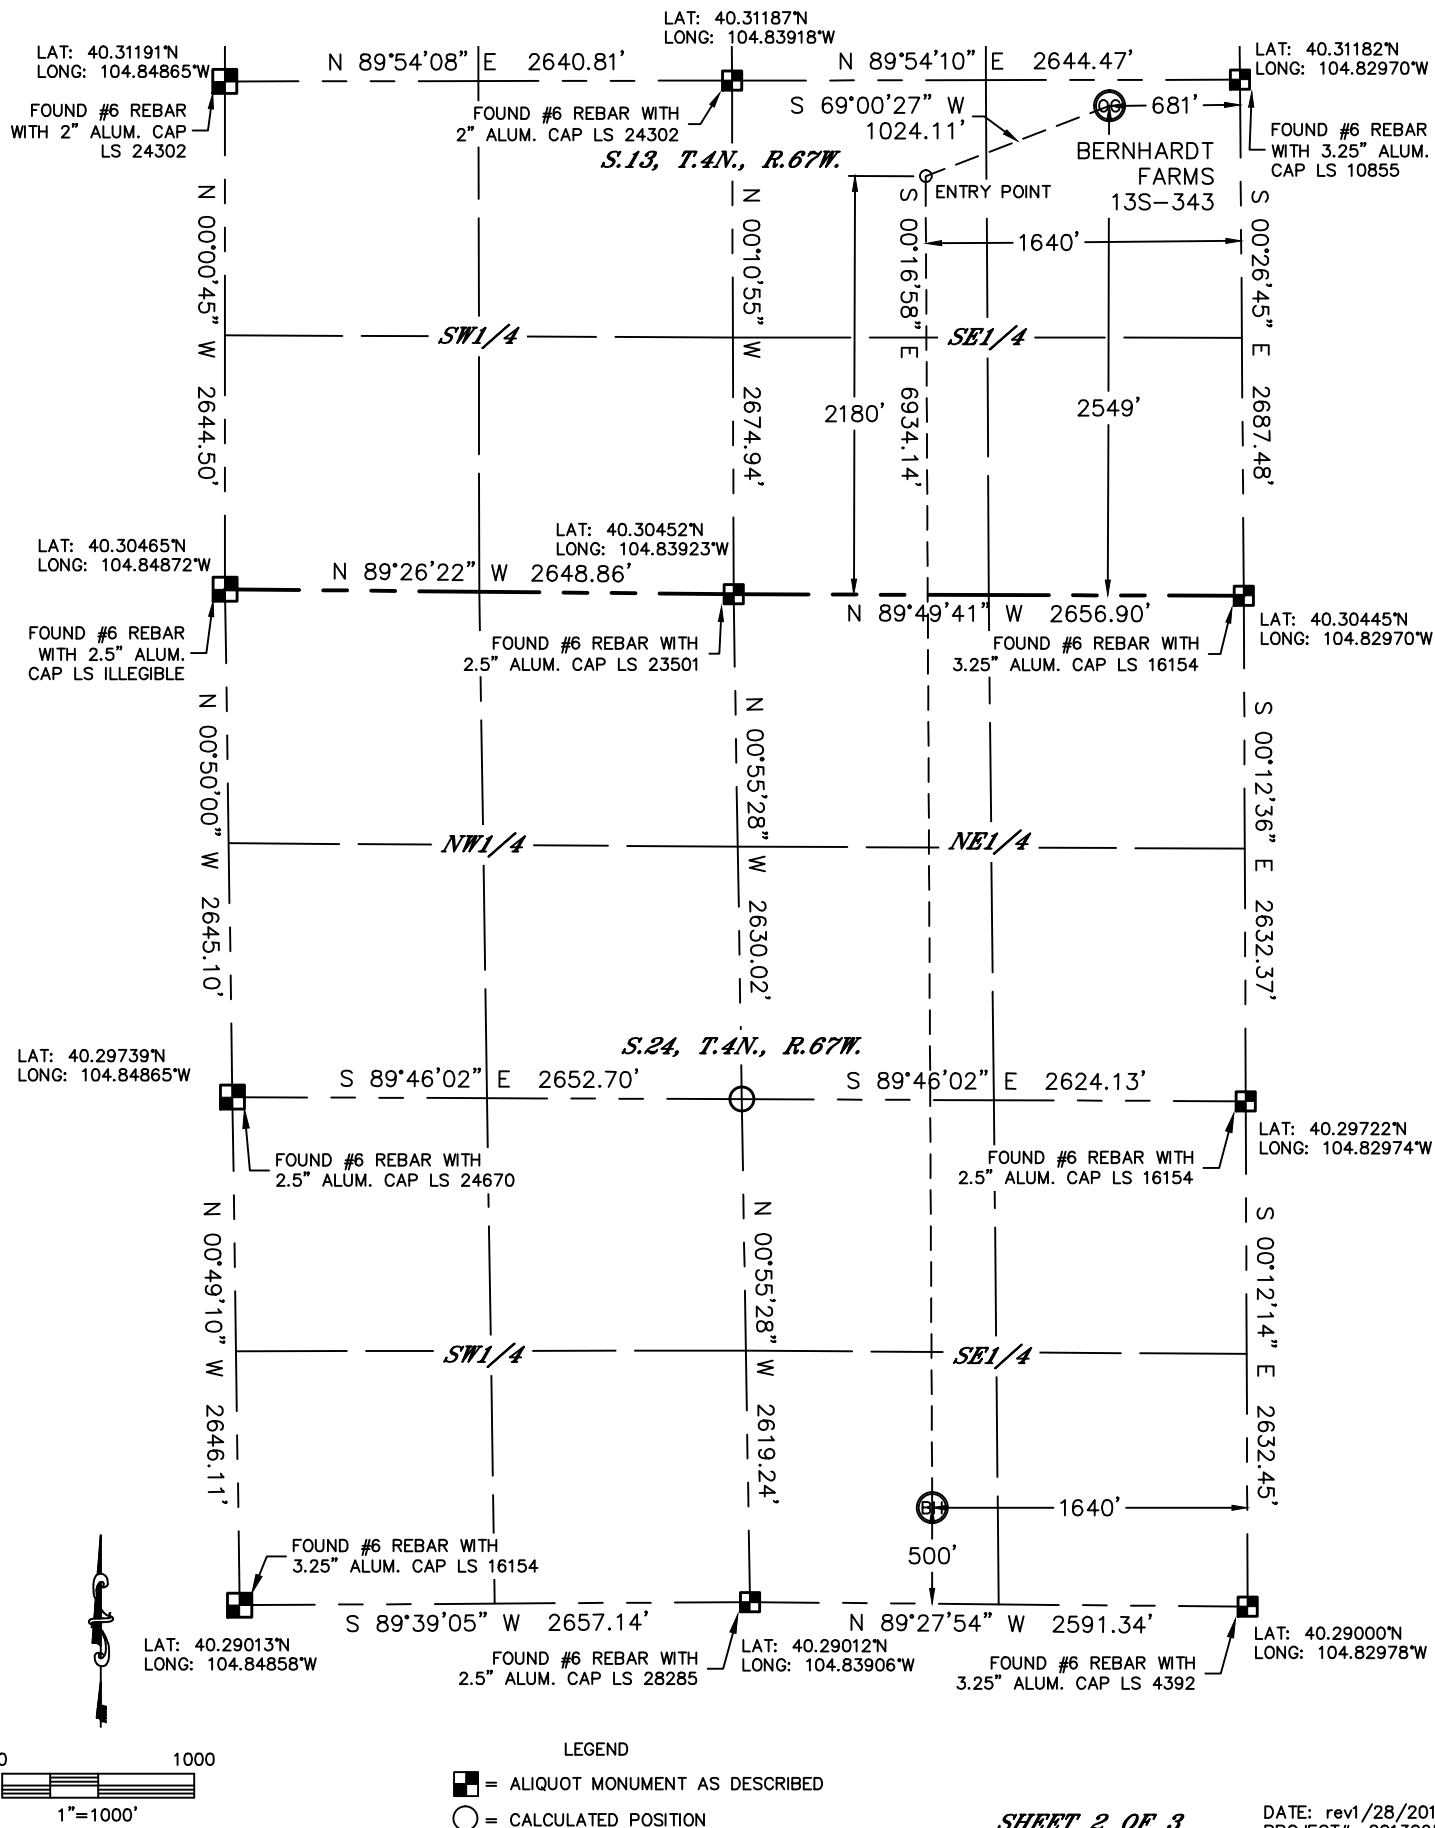 LAT: 40.31187°N
LONG: 104.83918°W
LAT: 40.31191°N
LONG: 104.84865°W
N 89°54'08" E 2640.81'
N 89°54'10" E 2644.47'
LAT: 40.31182°N
LONG: 104.82970°W
FOUND #6 REBAR
WITH 2" ALUM. CAP
LS 24302
FOUND #6 REBAR WITH
2" ALUM. CAP LS 24302
S 69°00'27" W
1024.11'
OG
681'
FOUND #6 REBAR
WITH 3.25" ALUM.
CAP LS 10855
S.13, T.4N., R.67W.
BERNHARDT
FARMS
13S-343
ENTRY POINT
1640'
N 00°00'45" W 2644.50'
N 00°10'55" W 2674.94'
S 00°16'58" E 6934.14'
S 00°26'45" E 2687.48'
SW1/4
SE1/4
2180'
2549'
LAT: 40.30465°N
LONG: 104.84872°W
LAT: 40.30452°N
LONG: 104.83923°W
N 89°26'22" W 2648.86'
N 89°49'41" W 2656.90'
LAT: 40.30445°N
LONG: 104.82970°W
FOUND #6 REBAR
WITH 2.5" ALUM.
CAP LS ILLEGIBLE
FOUND #6 REBAR WITH
2.5" ALUM. CAP LS 23501
FOUND #6 REBAR WITH
3.25" ALUM. CAP LS 16154
N 00°50'00" W 2645.10'
N 00°55'28" W 2630.02'
S 00°12'36" E 2632.37'
NW1/4
NE1/4
S.24, T.4N., R.67W.
LAT: 40.29739°N
LONG: 104.84865°W
S 89°46'02" E 2652.70'
S 89°46'02" E 2624.13'
LAT: 40.29722°N
LONG: 104.82974°W
FOUND #6 REBAR WITH
2.5" ALUM. CAP LS 24670
FOUND #6 REBAR WITH
2.5" ALUM. CAP LS 16154
N 00°49'10" W 2646.11'
N 00°55'28" W 2619.24'
S 00°12'14" E 2632.45'
SW1/4
SE1/4
BH
1640'
500'
FOUND #6 REBAR WITH
3.25" ALUM. CAP LS 16154
S 89°39'05" W 2657.14'
N 89°27'54" W 2591.34'
LAT: 40.29013°N
LONG: 104.84858°W
FOUND #6 REBAR WITH
2.5" ALUM. CAP LS 28285
LAT: 40.29012°N
LONG: 104.83906°W
FOUND #6 REBAR WITH
3.25" ALUM. CAP LS 4392
LAT: 40.29000°N
LONG: 104.82978°W
0 1000
1"=1000'
LEGEND
= ALIQUOT MONUMENT AS DESCRIBED
= CALCULATED POSITION
SHEET 2 OF 3
DATE: rev1/28/201